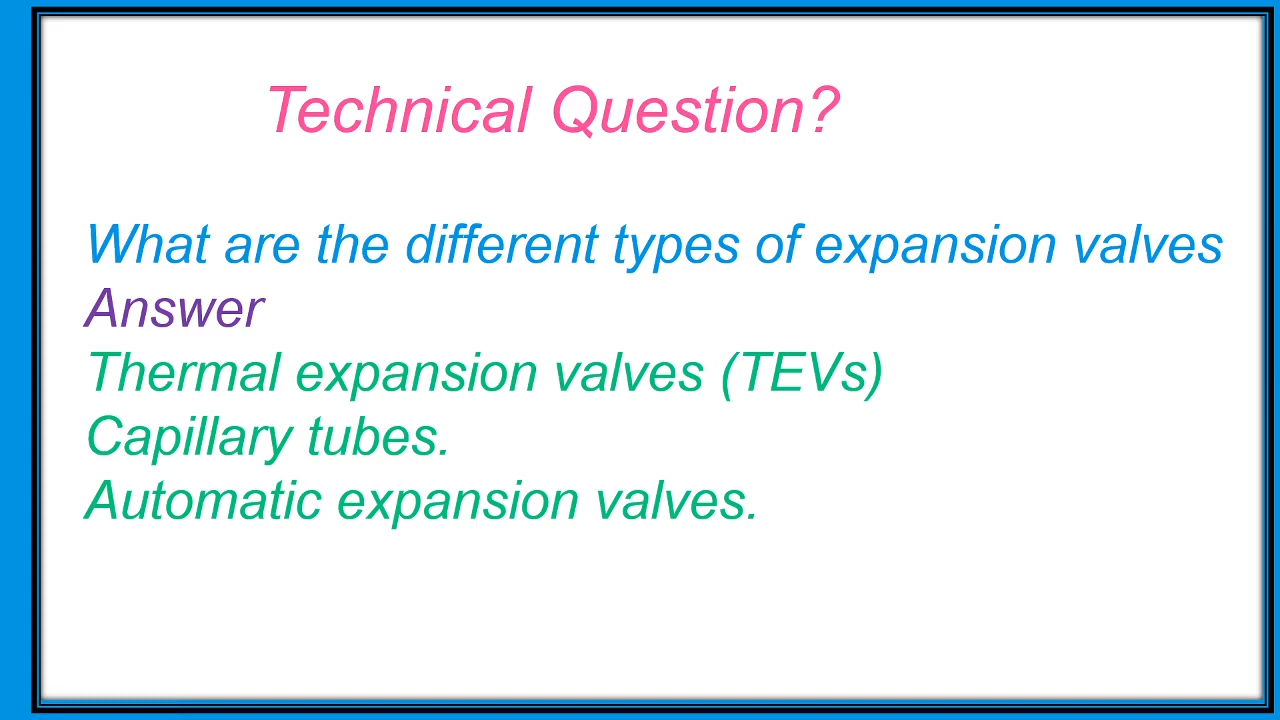 Technical Question?
What are the different types of expansion valves
Answer
Thermal expansion valves (TEVs)
Capillary tubes.
Automatic expansion valves.